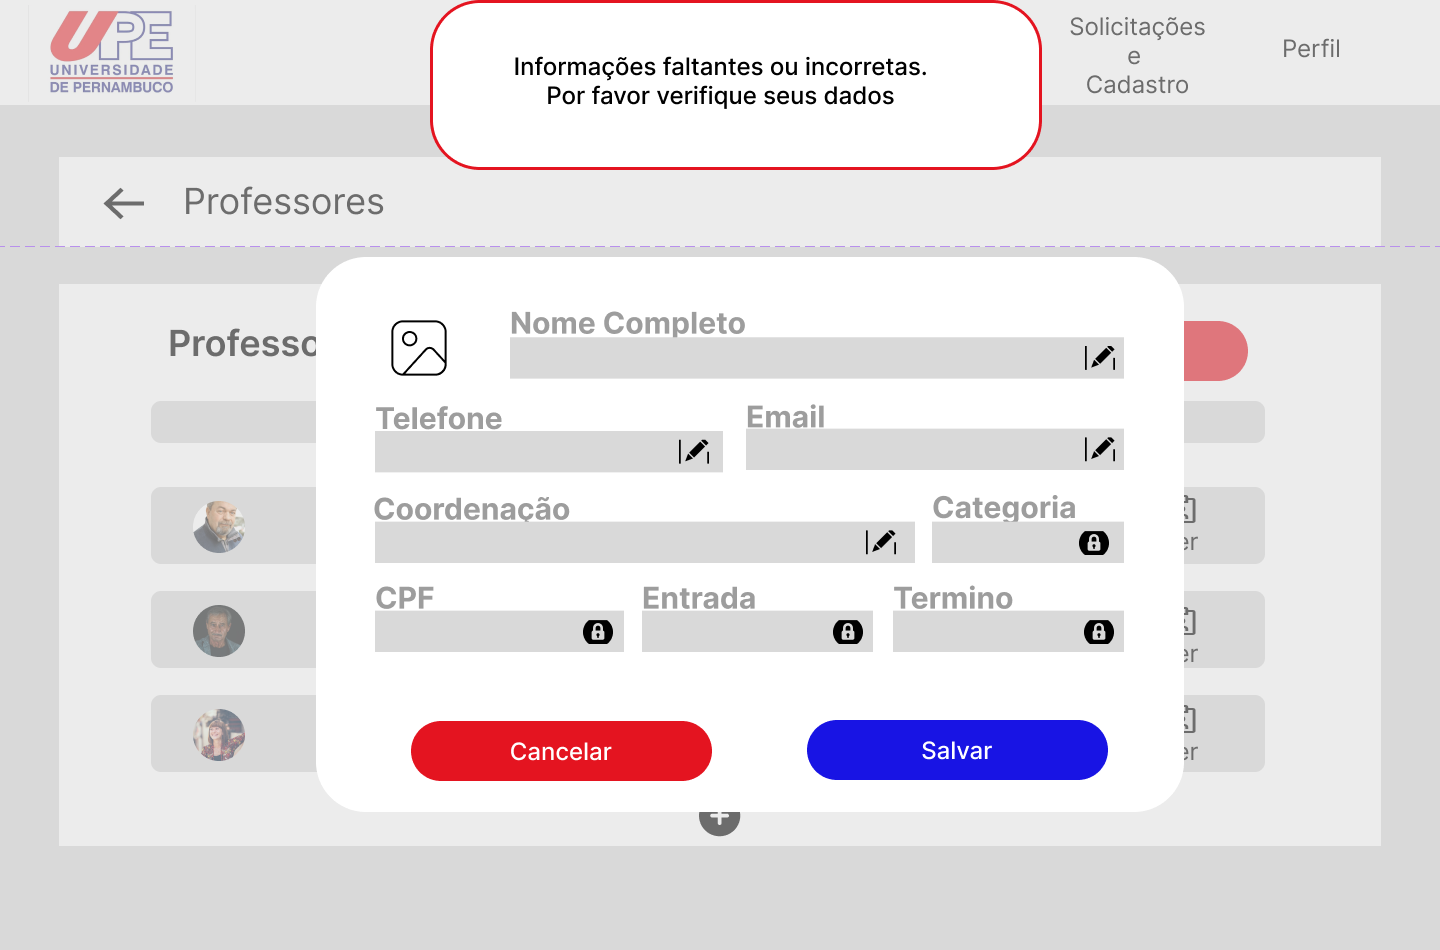 UPE
UNIVERSIDADE
DE PERNAMBUCO
Informações faltantes ou incorretas.
Por favor verifique seus dados
Solicitações
e
Cadastro
Perfil
Professores
Professo
Nome Completo
Telefone
Email
Coordenação
Categoria
er
CPF
Entrada
Termino
er
er
Cancelar
Salvar